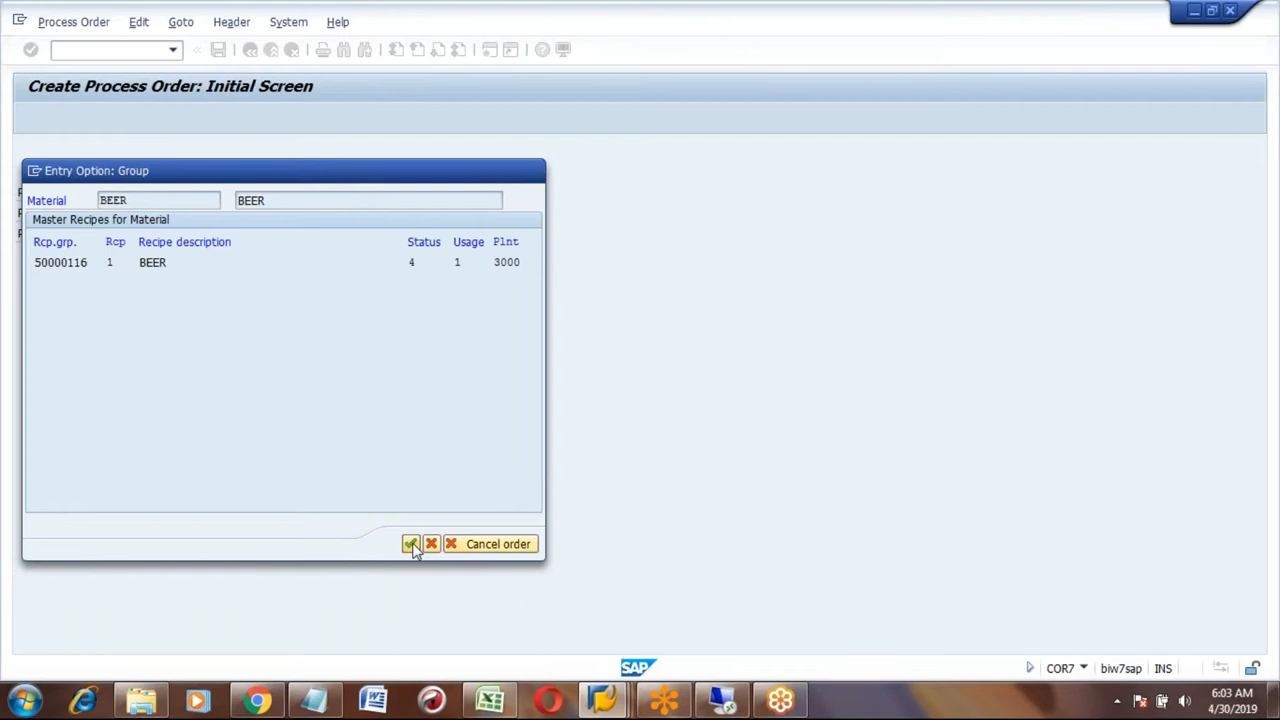 Process Order Edit Goto Header System Help
Create Process Order: Initial Screen
Entry Option: Group
Material BEER BEER
Master Recipes for Material
Rcp.grp. Rcp Recipe description Status Usage Plnt
50000116 1 BEER 4 1 3000
Cancel order
SAP COR7 biw7sap INS
6:03 AM
4/30/2019